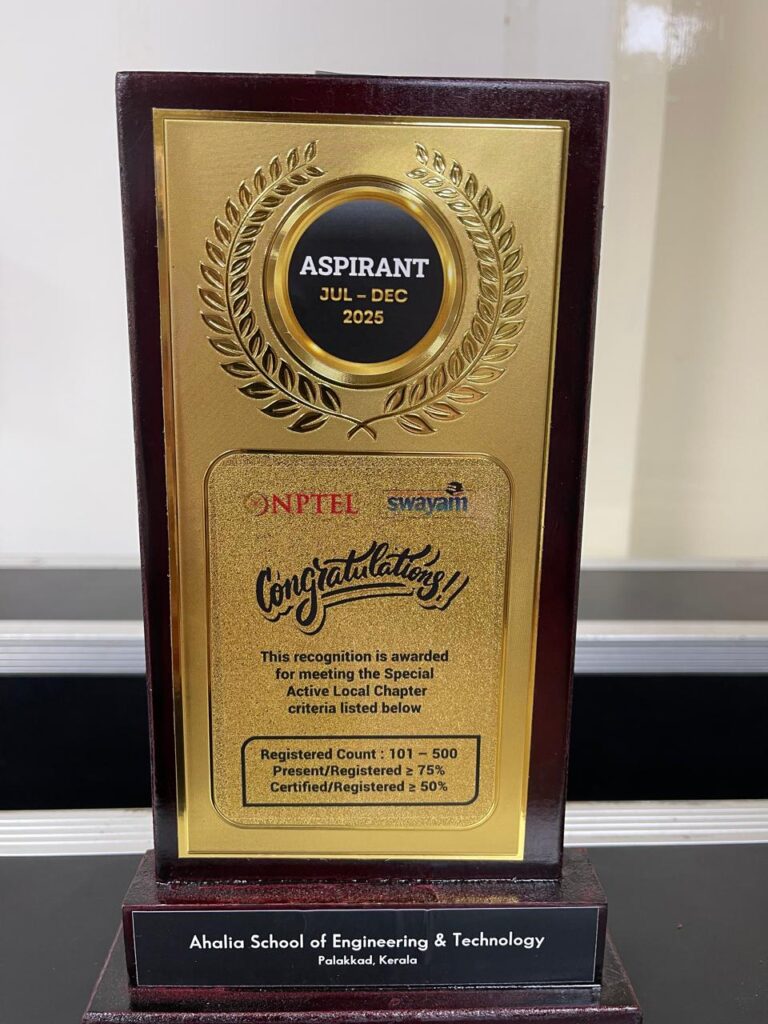 ASPIRANT
JUL – DEC
2025
NPTEL swayam
Congratulations!!
This recognition is awarded
for meeting the Special
Active Local Chapter
criteria listed below
Registered Count : 101 – 500
Present/Registered ≥ 75%
Certified/Registered ≥ 50%
Ahalia School of Engineering & Technology
Palakkad, Kerala